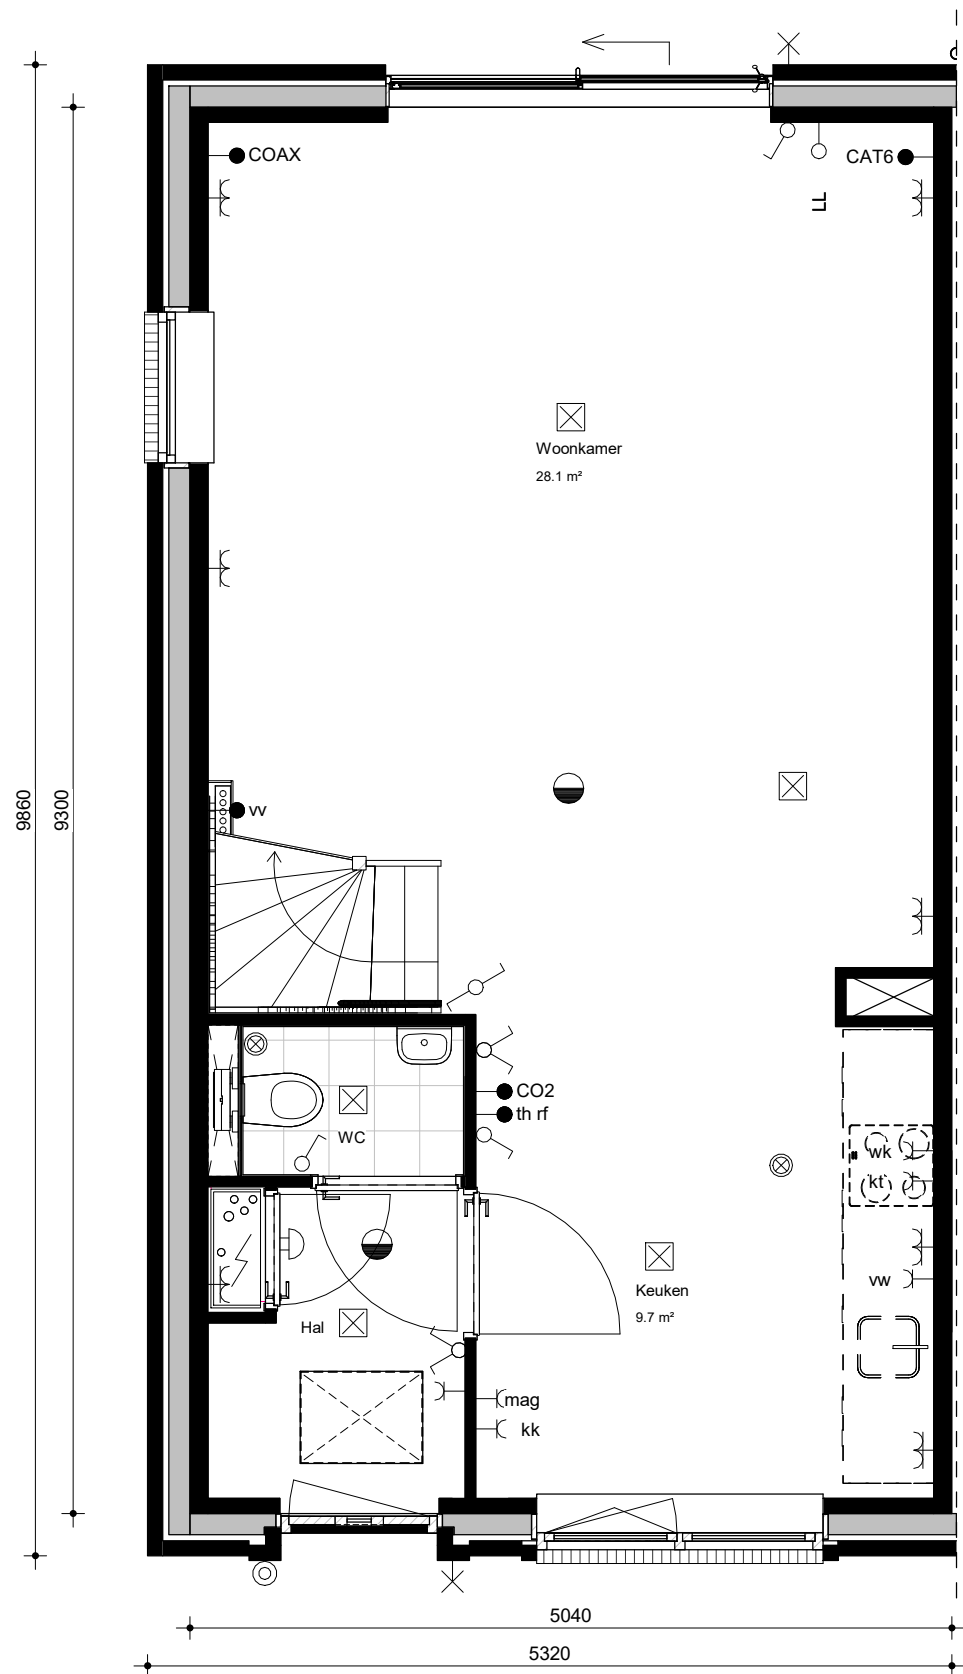 COAX
CAT6
LL
Woonkamer
28.1 m²
9860
9300
vv
CO2
th rf
WC
wk
kt
vw
Keuken
9.7 m²
Hal
mag
kk
5040
5320